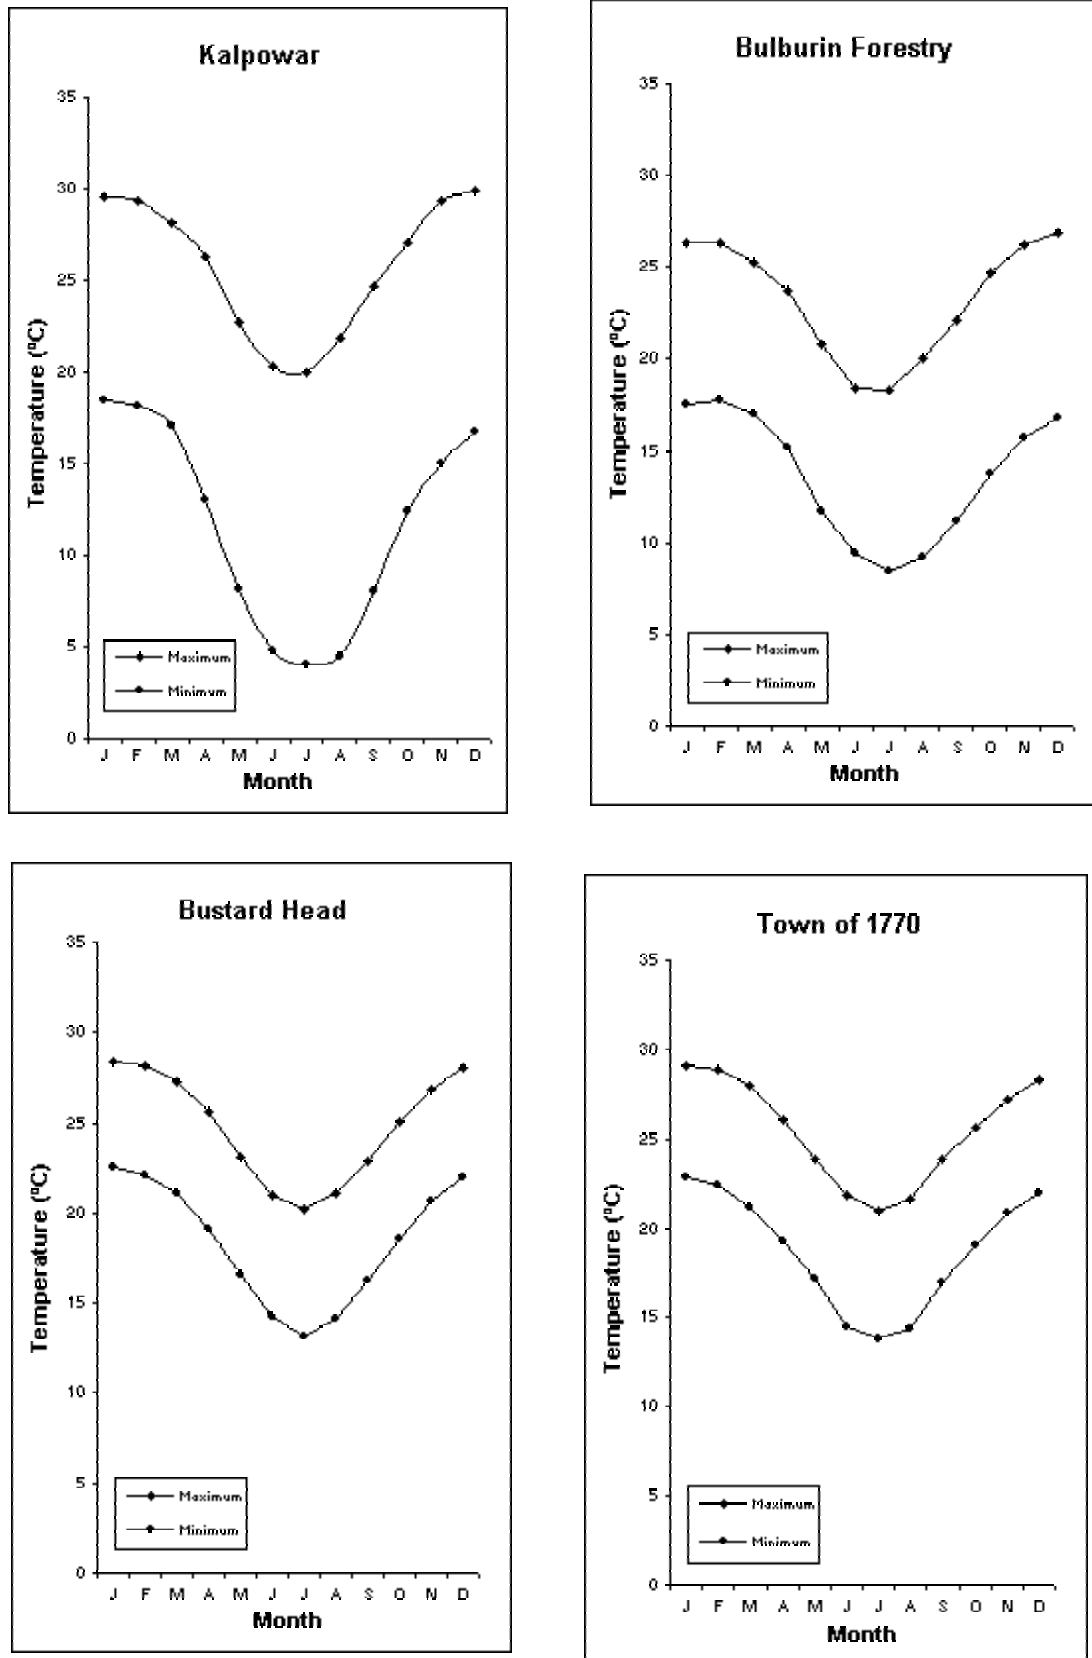 Kalpowar
35
30
25
20
15
10
5
0
Temperature (ºC)
Maximum
Minimum
J F M A M J J A S O N D
Month
Bulburin Forestry
35
30
25
20
15
10
5
0
Temperature (ºC)
Maximum
Minimum
J F M A M J J A S O N D
Month
Bustard Head
35
30
25
20
15
10
5
0
Temperature (ºC)
Maximum
Minimum
J F M A M J J A S O N D
Month
Town of 1770
35
30
25
20
15
10
5
0
Temperature (ºC)
Maximum
Minimum
J F M A M J J A S O N D
Month